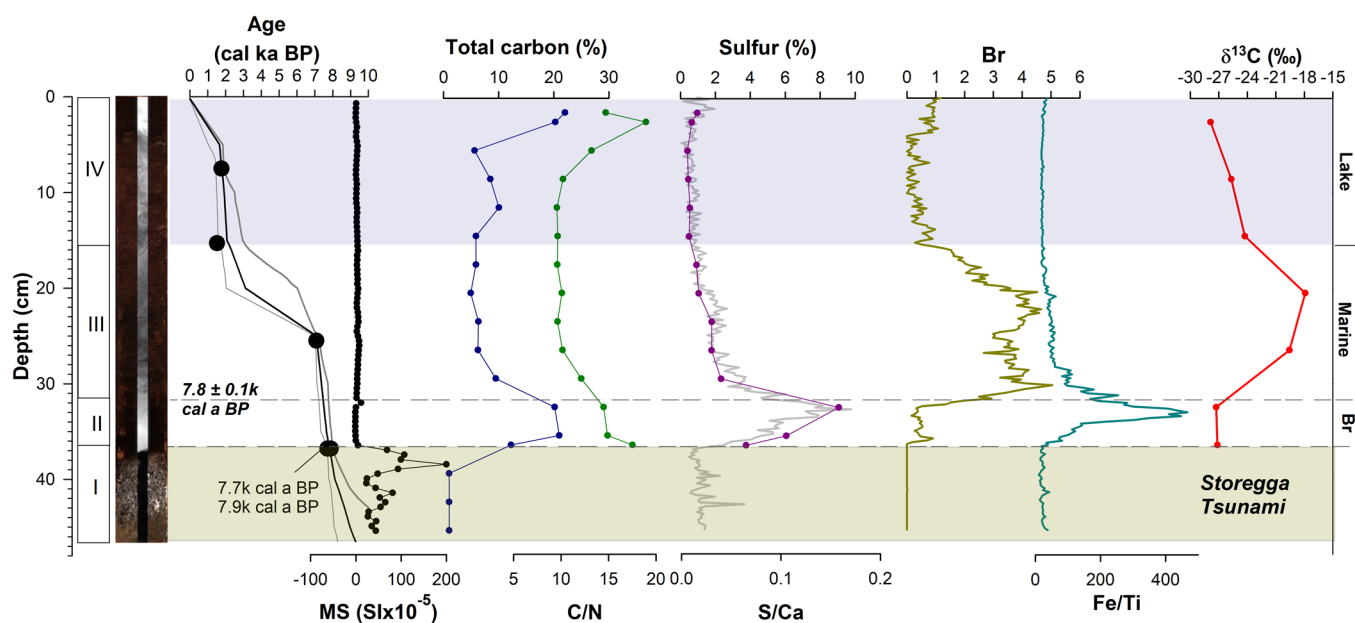 Age
(cal ka BP)
Total carbon (%)
Sulfur (%)
Br
δ¹³C (‰)
0 1 2 3 4 5 6 7 8 9 10
0 10 20 30
0 2 4 6 8 10
0 1 2 3 4 5 6
-30 -27 -24 -21 -18 -15
Depth (cm)
0
10
20
30
40
IV
III
II
I
7.8 ± 0.1k
cal a BP
7.7k cal a BP
7.9k cal a BP
Lake
Marine
Br
Storegga
Tsunami
-100 0 100 200
5 10 15 20
0.0 0.1 0.2
0 200 400
MS (SIx10⁻⁵)
C/N
S/Ca
Fe/Ti